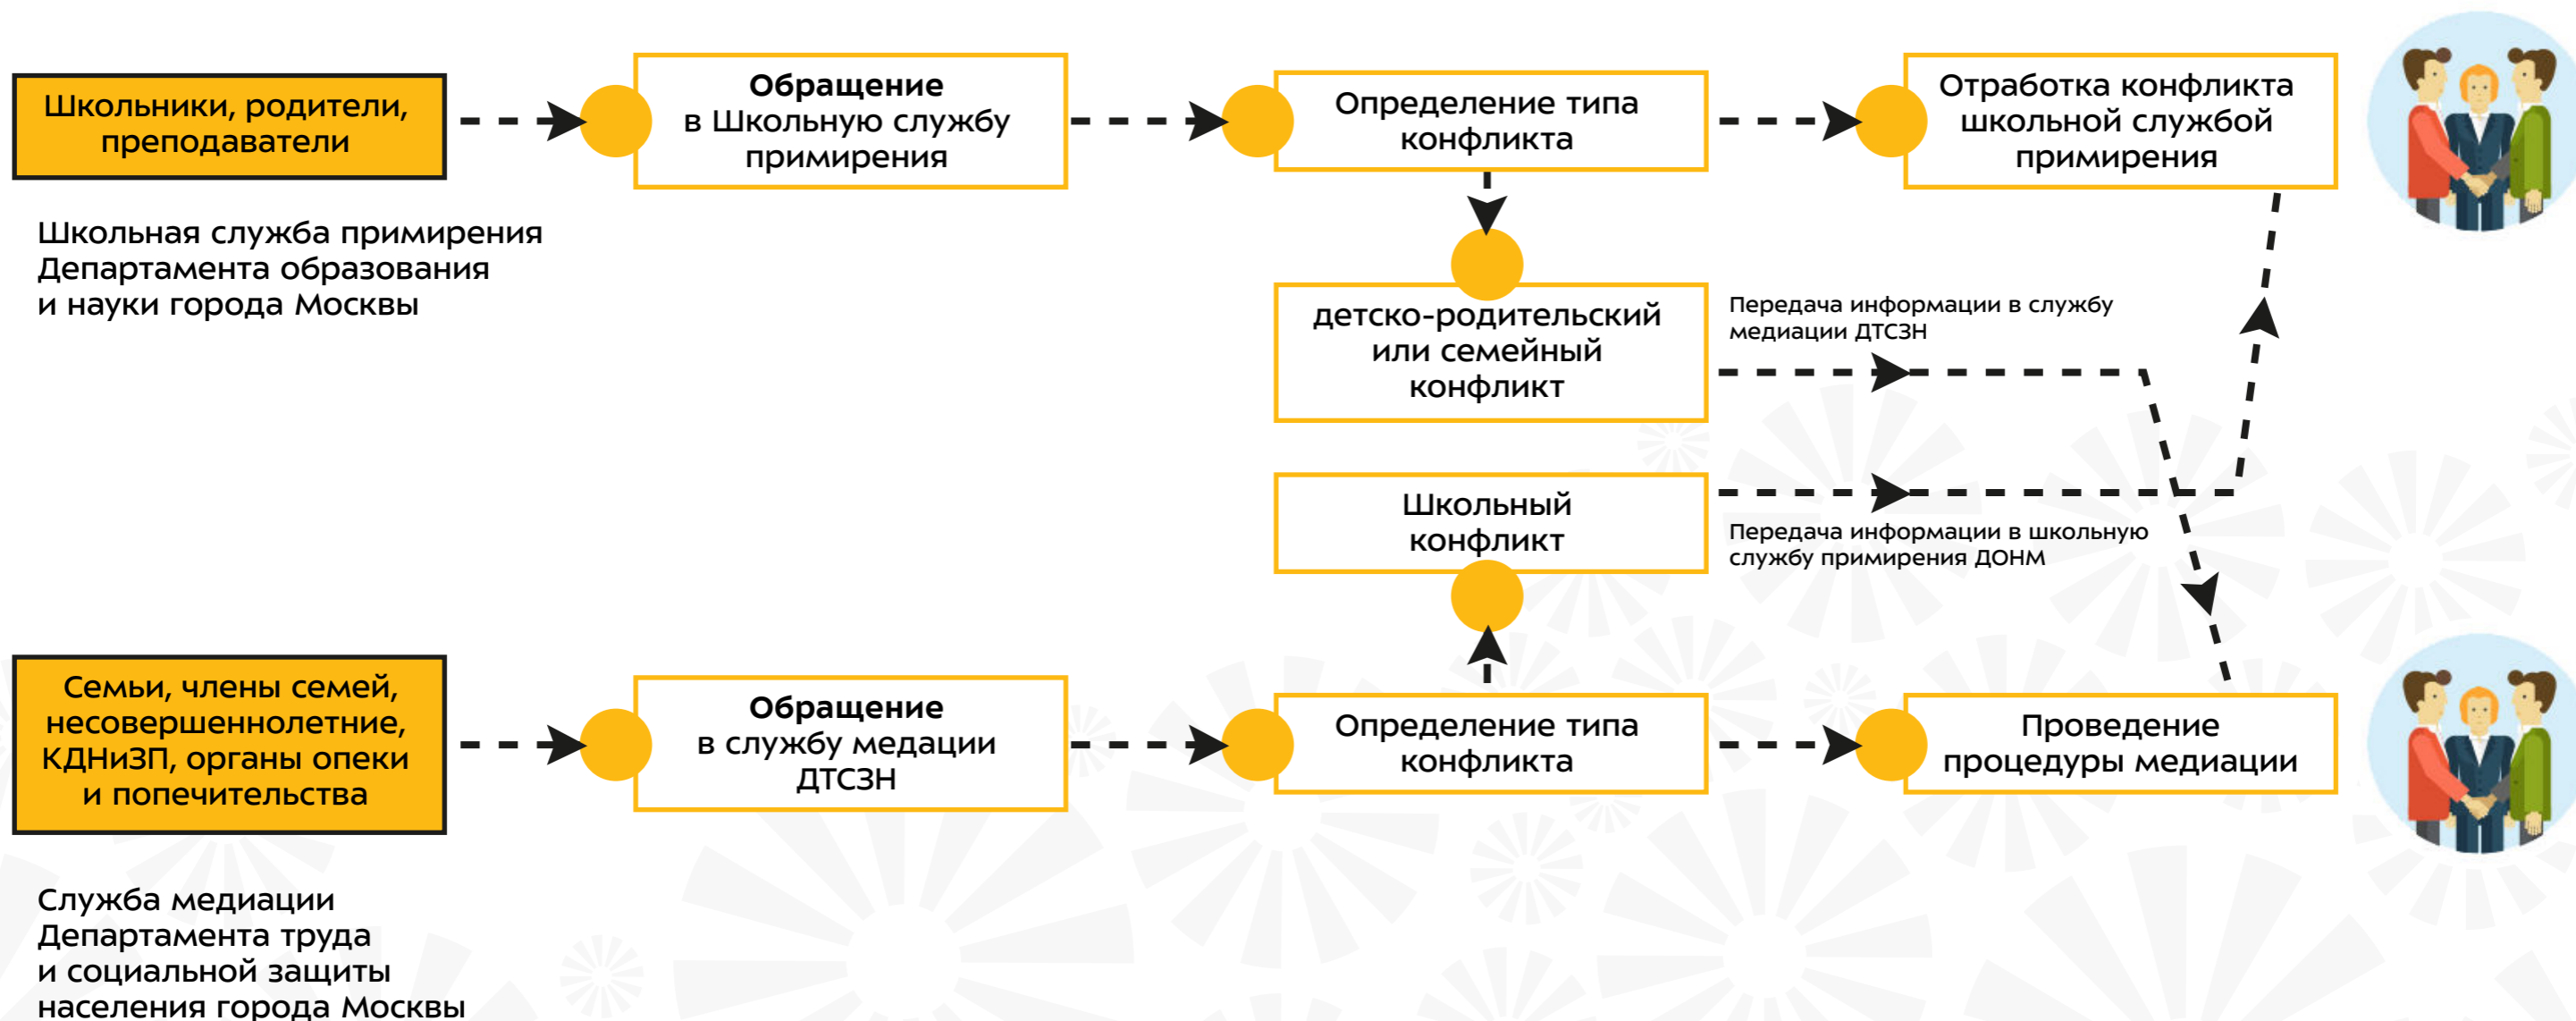 Школьники, родители,
преподаватели
Обращение
в Школьную службу
примирения
Определение типа
конфликта
Отработка конфликта
школьной службой
примирения
Школьная служба примирения
Департамента образования
и науки города Москвы
детско-родительский
или семейный
конфликт
Передача информации в службу
медиации ДТСЗН
Школьный
конфликт
Передача информации в школьную
службу примирения ДОНМ
Семьи, члены семей,
несовершеннолетние,
КДНиЗП, органы опеки
и попечительства
Обращение
в службу медации
ДТСЗН
Определение типа
конфликта
Проведение
процедуры медиации
Служба медиации
Департамента труда
и социальной защиты
населения города Москвы